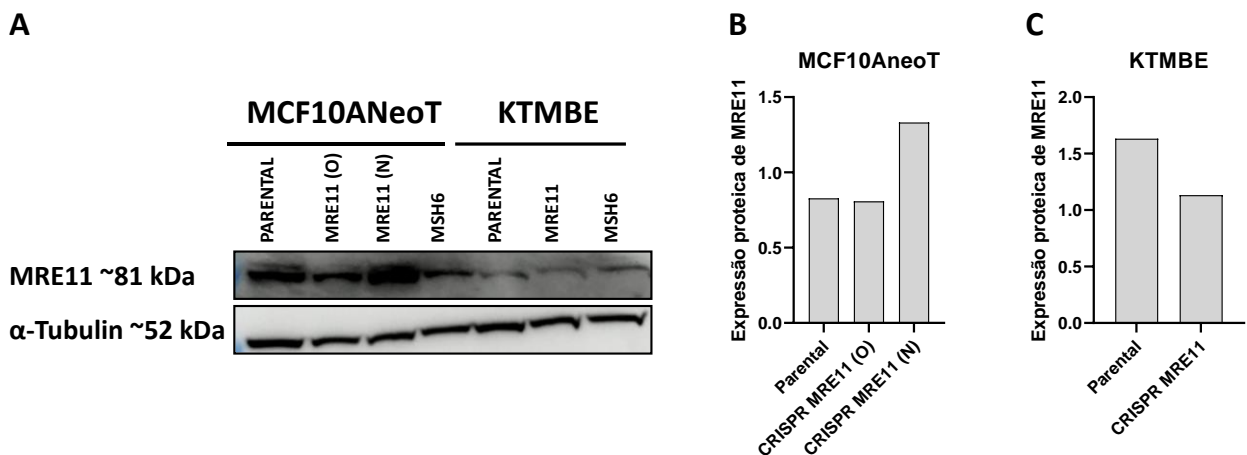 A
MCF10ANeoT
KTMBE
PARENTAL
MRE11 (O)
MRE11 (N)
MSH6
PARENTAL
MRE11
MSH6
MRE11 ~81 kDa
α-Tubulin ~52 kDa
B
MCF10AneoT
Expressão proteica de MRE11
1.5
1.0
0.5
0.0
Parental
CRISPR MRE11 (O)
CRISPR MRE11 (N)
C
KTMBE
Expressão proteica de MRE11
2.0
1.5
1.0
0.5
0.0
Parental
CRISPR MRE11